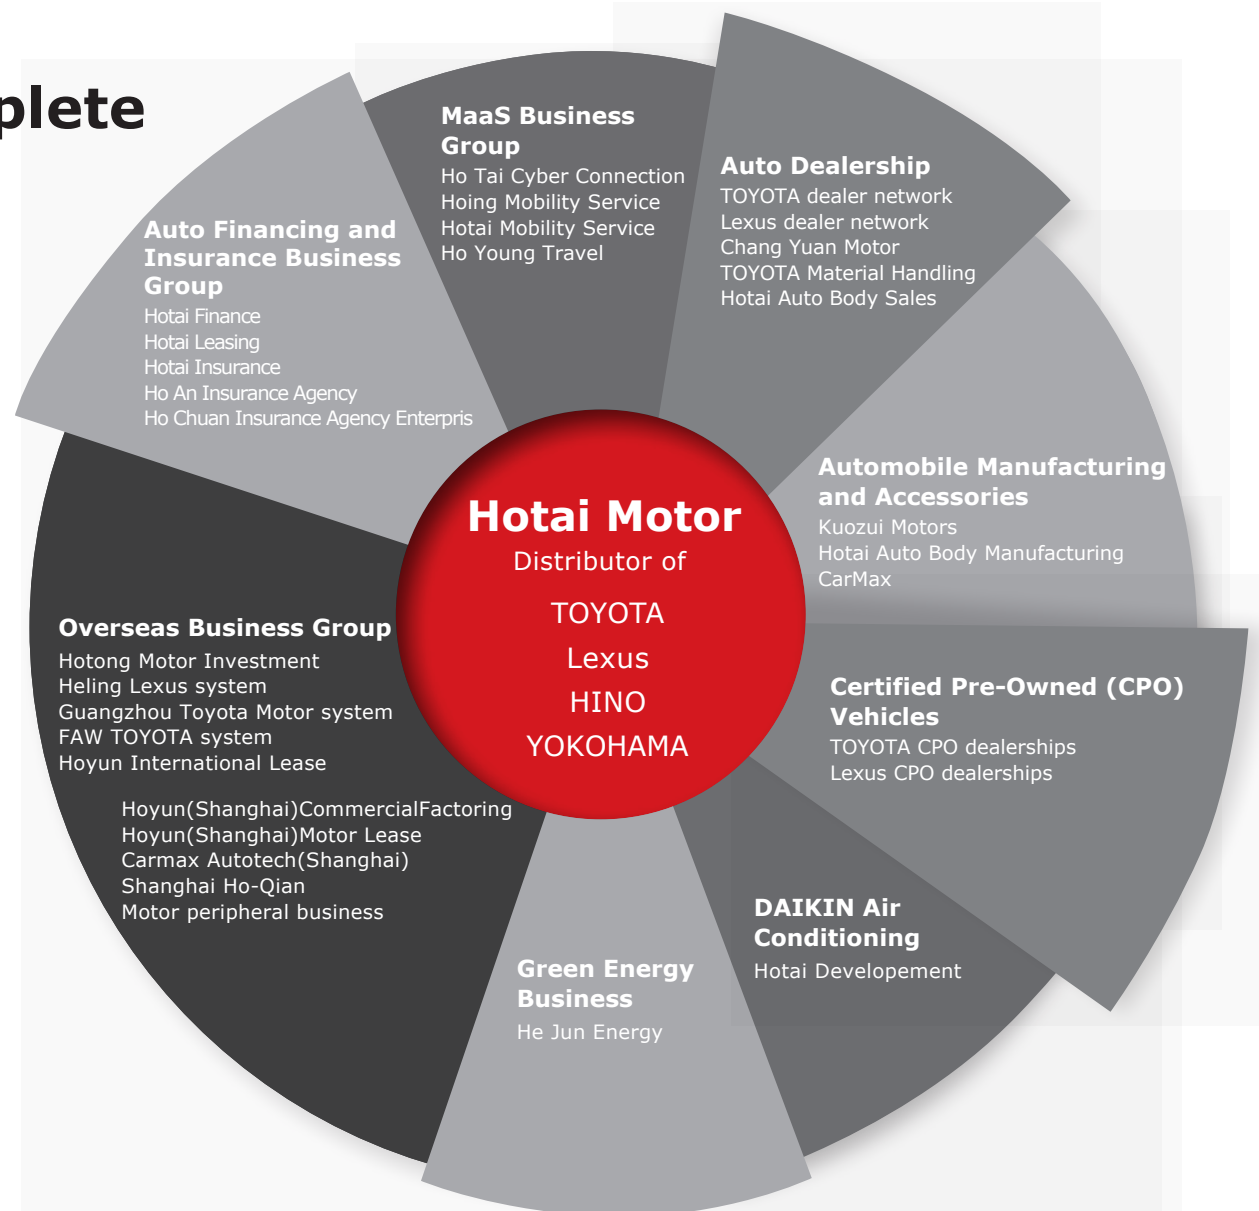 plete
MaaS Business
Group
Ho Tai Cyber Connection
Hoing Mobility Service
Hotai Mobility Service
Ho Young Travel
Auto Dealership
TOYOTA dealer network
Lexus dealer network
Chang Yuan Motor
TOYOTA Material Handling
Hotai Auto Body Sales
Auto Financing and
Insurance Business
Group
Hotai Finance
Hotai Leasing
Hotai Insurance
Ho An Insurance Agency
Ho Chuan Insurance Agency Enterpris
Automobile Manufacturing
and Accessories
Kuozui Motors
Hotai Auto Body Manufacturing
CarMax
Hotai Motor
Distributor of
TOYOTA
Lexus
HINO
YOKOHAMA
Overseas Business Group
Hotong Motor Investment
Heling Lexus system
Guangzhou Toyota Motor system
FAW TOYOTA system
Hoyun International Lease
Hoyun(Shanghai)CommercialFactoring
Hoyun(Shanghai)Motor Lease
Carmax Autotech(Shanghai)
Shanghai Ho-Qian
Motor peripheral business
Certified Pre-Owned (CPO)
Vehicles
TOYOTA CPO dealerships
Lexus CPO dealerships
DAIKIN Air
Conditioning
Hotai Developement
Green Energy
Business
He Jun Energy